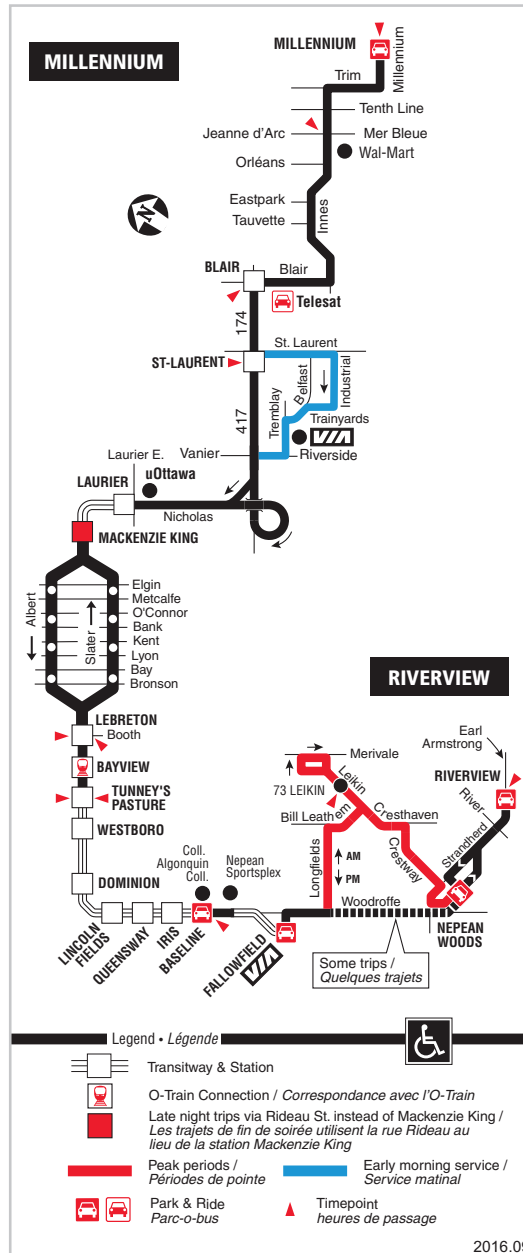 MILLENNIUM
MILLENNIUM
Millennium
Trim
Tenth Line
Jeanne d'Arc
Mer Bleue
Wal-Mart
Orléans
Eastpark
Tauvette
Innes
N
BLAIR
Blair
Telesat
174
St. Laurent
ST-LAURENT
Belfast
Industrial
Tremblay
Trainyards
VIA
417
Vanier
Riverside
Laurier E.
uOttawa
LAURIER
Nicholas
MACKENZIE KING
Albert
Slater
Elgin
Metcalfe
O'Connor
Bank
Kent
Lyon
Bay
Bronson
LEBRETON
Booth
BAYVIEW
TUNNEY'S
PASTURE
WESTBORO
DOMINION
LINCOLN
FIELDS
QUEENSWAY
IRIS
BASELINE
Coll.
Algonquin
Coll.
Nepean
Sportsplex
FALLOWFIELD
VIA
RIVERVIEW
Earl
Armstrong
RIVERVIEW
River
Strandherd
Merivale
Leikin
73 LEIKIN
Bill Leathem
Cresthaven
Crestway
Longfields
AM
PM
Woodroffe
NEPEAN
WOODS
Some trips /
Quelques trajets
Legend • Légende
Transitway & Station
O-Train Connection / Correspondance avec l'O-Train
Late night trips via Rideau St. instead of Mackenzie King /
Les trajets de fin de soirée utilisent la rue Rideau au
lieu de la station Mackenzie King
Peak periods /
Périodes de pointe
Early morning service /
Service matinal
Park & Ride
Parc-o-bus
Timepoint
heures de passage
2016.09